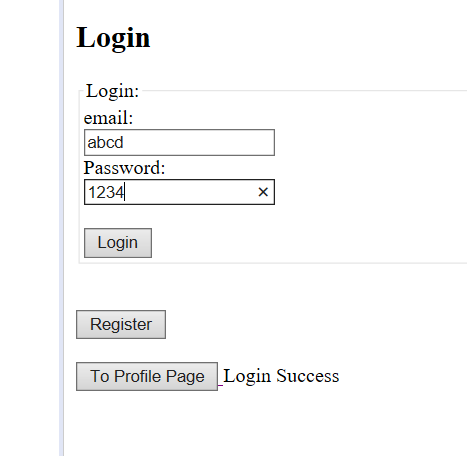 Login
Login:
email:
abcd
Password:
1234
Login
Register
To Profile Page Login Success